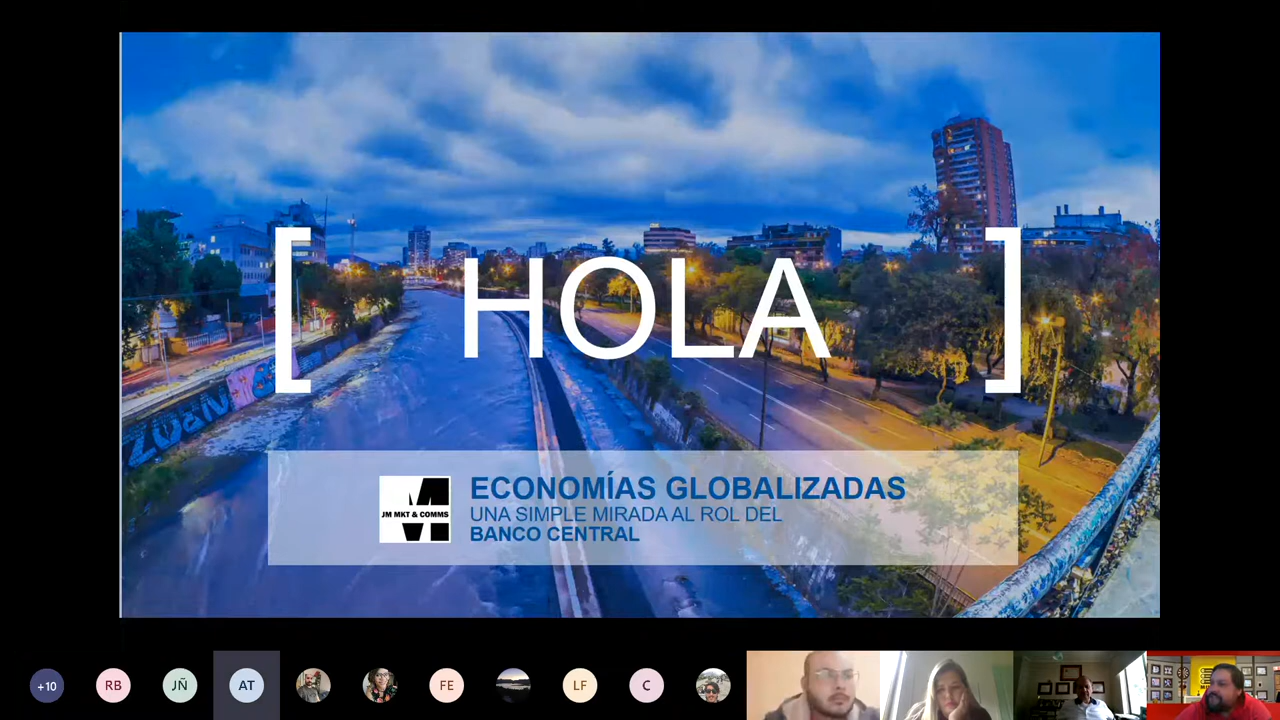 [ HOLA ]
JM MKT & COMMS
ECONOMÍAS GLOBALIZADAS
UNA SIMPLE MIRADA AL ROL DEL
BANCO CENTRAL
+10
RB
JÑ
AT
FE
LF
C